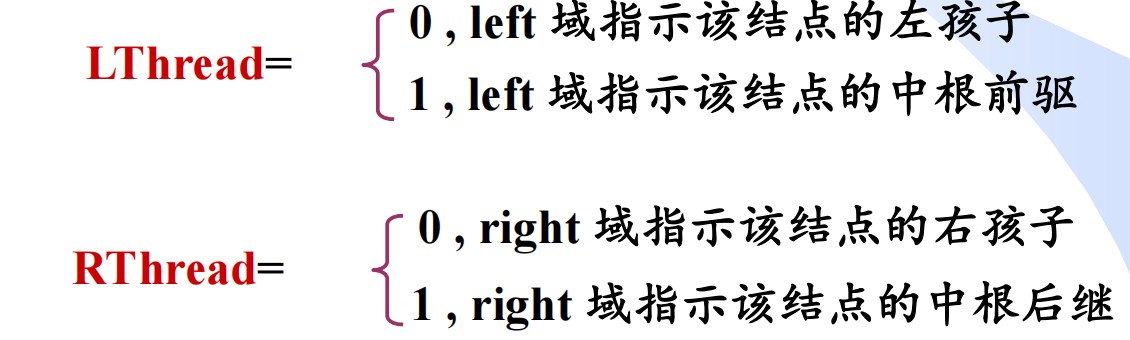 0 , left 域指示该结点的左孩子
LThread=
1 , left 域指示该结点的中根前驱
0 , right 域指示该结点的右孩子
RThread=
1 , right 域指示该结点的中根后继